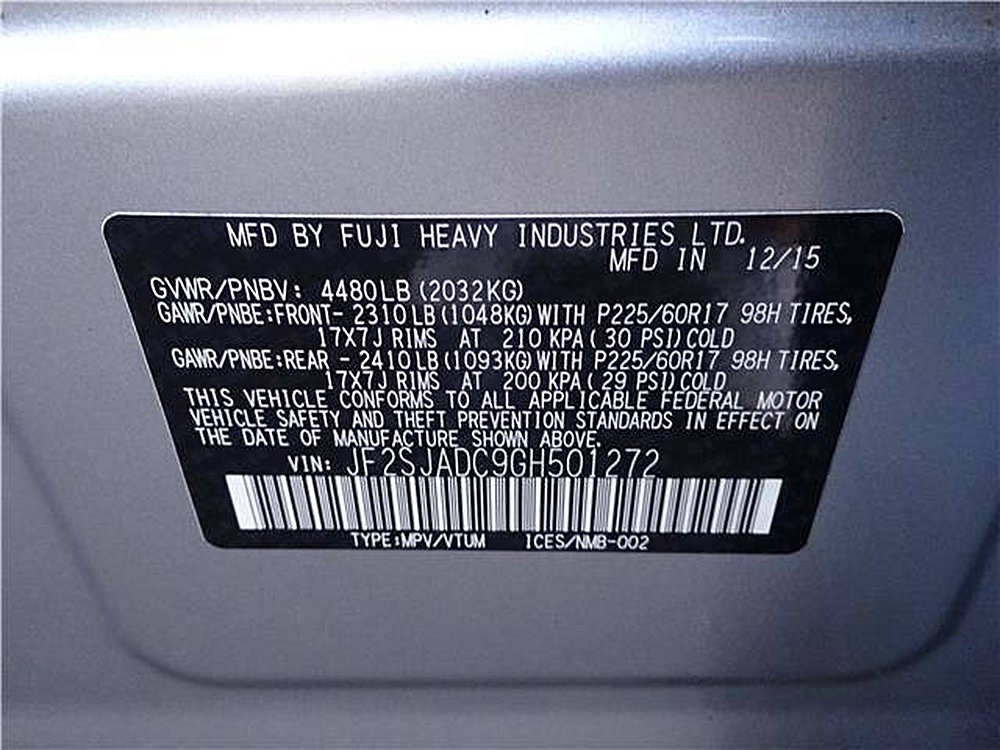 MFD BY FUJI HEAVY INDUSTRIES LTD.
MFD IN 12/15
GVWR/PNBV: 4480LB(2032KG)
GAWR/PNBE:FRONT- 2310LB(1048KG)WITH P225/60R17 98H TIRES,
17X7J RIMS AT 210 KPA(30 PSI)COLD
GAWR/PNBE:REAR - 2410LB(1093KG)WITH P225/60R17 98H TIRES,
17X7J RIMS AT 200 KPA(29 PSI)COLD
THIS VEHICLE CONFORMS TO ALL APPLICABLE FEDERAL MOTOR
VEHICLE SAFETY AND THEFT PREVENTION STANDARDS IN EFFECT ON
THE DATE OF MANUFACTURE SHOWN ABOVE.
VIN: JF2SJADC9GH501272
TYPE:MPV/VTUM ICES/NMB-002